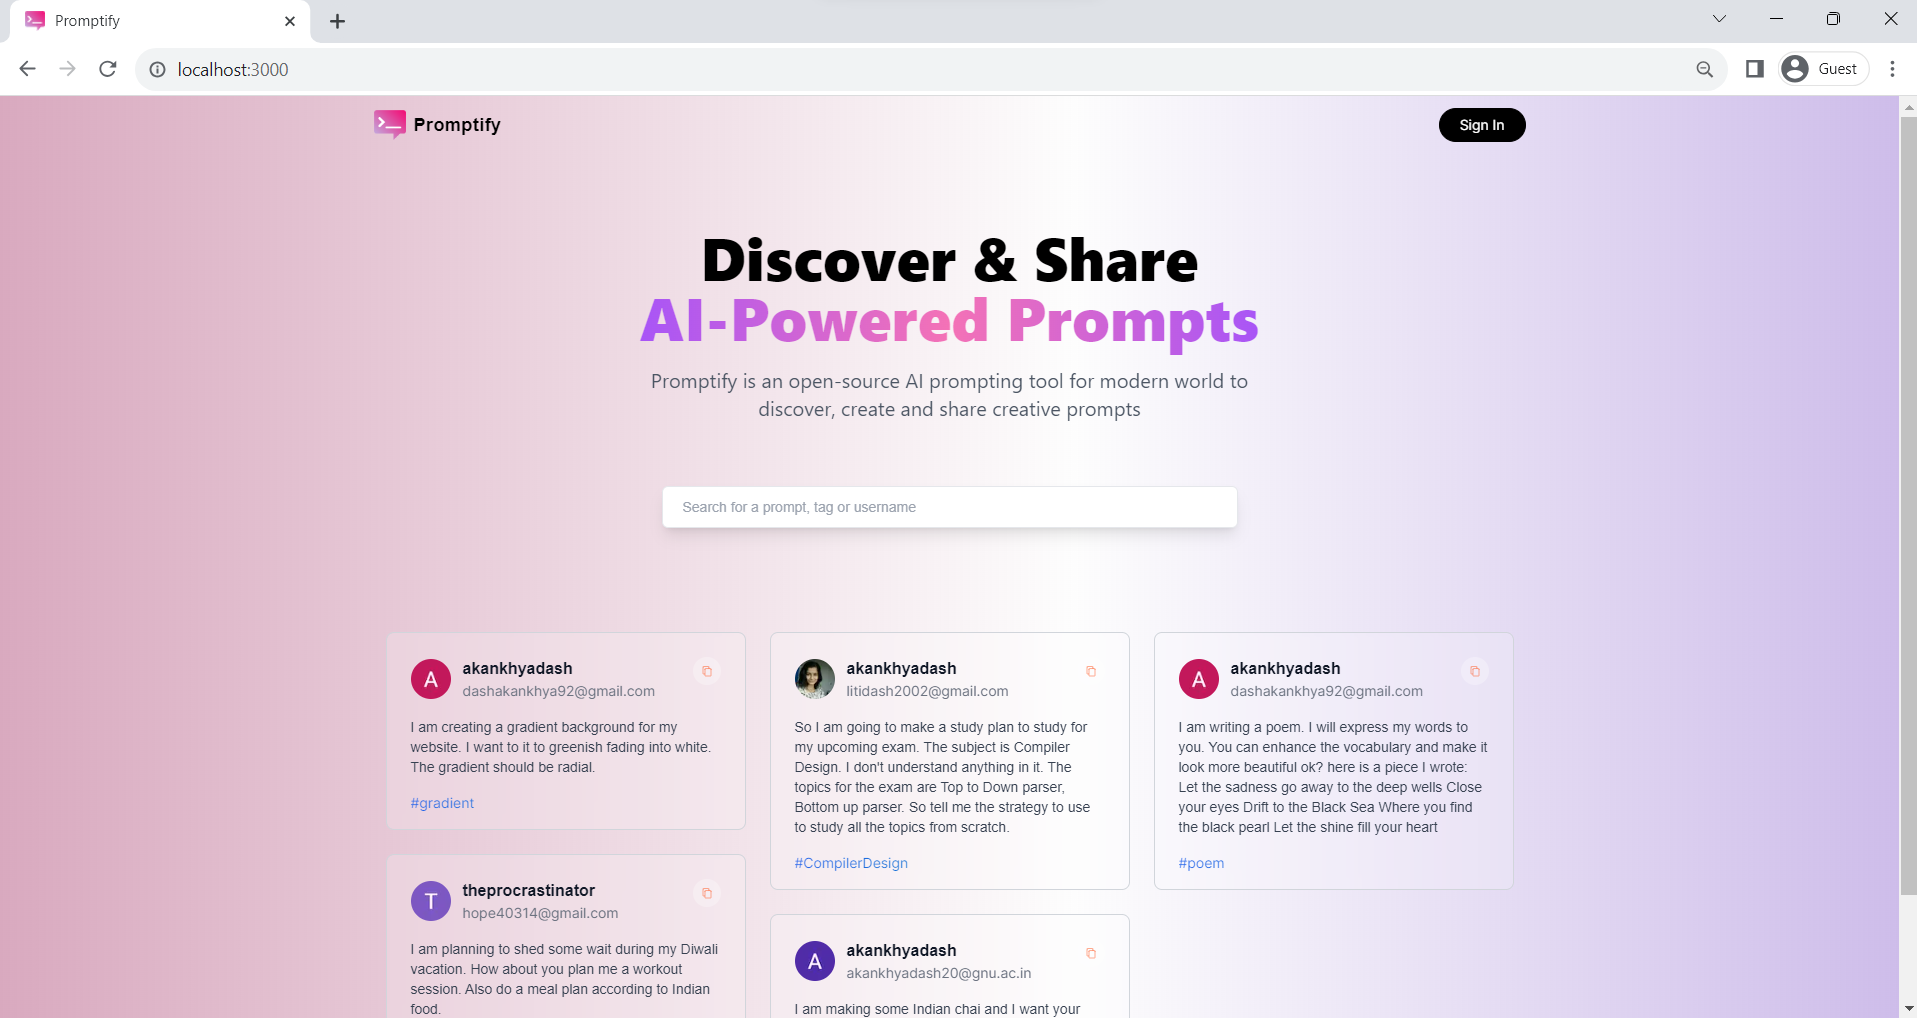 Promptify
localhost:3000
Guest
Promptify
Sign In
Discover & Share
AI-Powered Prompts
Promptify is an open-source AI prompting tool for modern world to
discover, create and share creative prompts
Search for a prompt, tag or username
A
akankhyadash
dashakankhya92@gmail.com
I am creating a gradient background for my
website. I want to it to greenish fading into white.
The gradient should be radial.
#gradient
T
theprocrastinator
hope40314@gmail.com
I am planning to shed some wait during my Diwali
vacation. How about you plan me a workout
session. Also do a meal plan according to Indian
food.
akankhyadash
litidash2002@gmail.com
So I am going to make a study plan to study for
my upcoming exam. The subject is Compiler
Design. I don't understand anything in it. The
topics for the exam are Top to Down parser,
Bottom up parser. So tell me the strategy to use
to study all the topics from scratch.
#CompilerDesign
A
akankhyadash
akankhyadash20@gnu.ac.in
I am making some Indian chai and I want your
A
akankhyadash
dashakankhya92@gmail.com
I am writing a poem. I will express my words to
you. You can enhance the vocabulary and make it
look more beautiful ok? here is a piece I wrote:
Let the sadness go away to the deep wells Close
your eyes Drift to the Black Sea Where you find
the black pearl Let the shine fill your heart
#poem